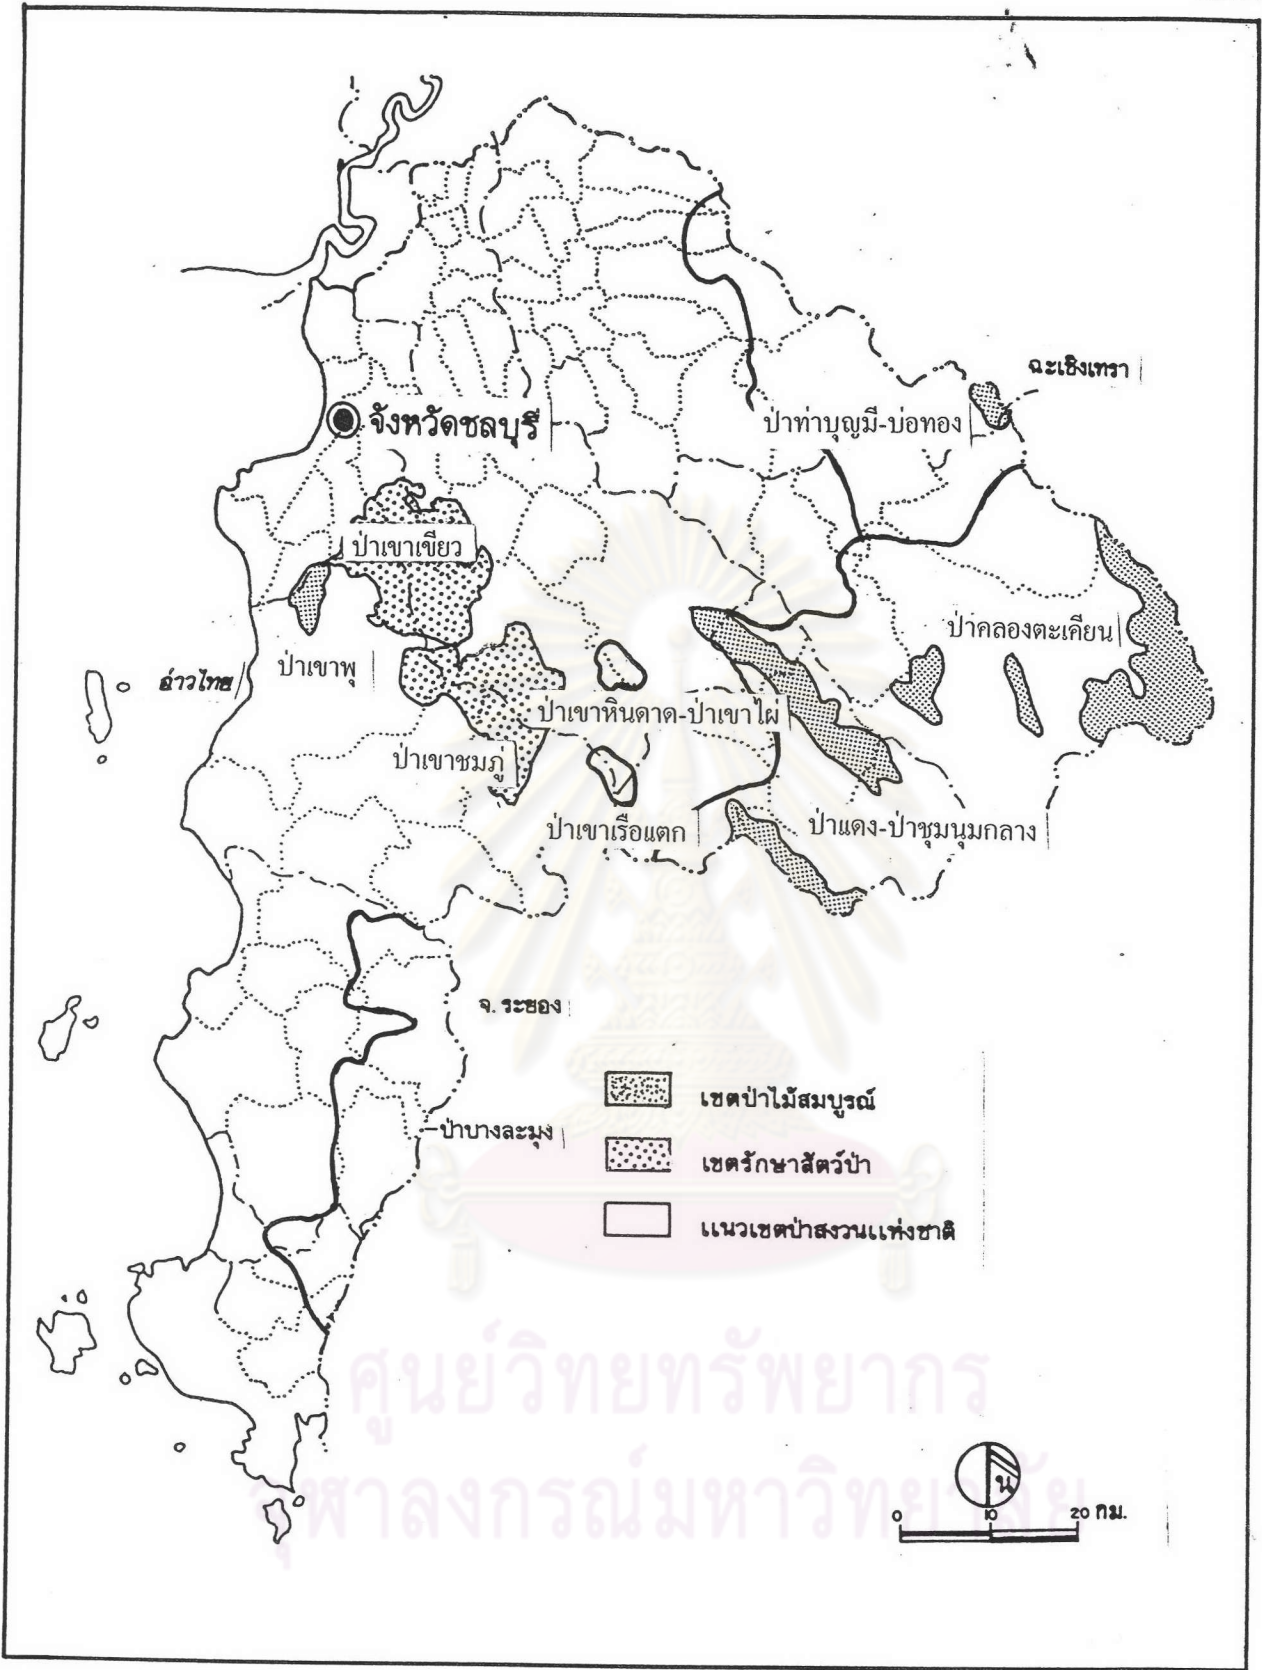 ฉะเชิงเทรา
ป่าท่าบุญมี-บ่อทอง
จังหวัดชลบุรี
ป่าเขาเขียว
ป่าคลองตะเคียน
ป่าเขาพุ
อ่าวไทย
ป่าเขาหินดาด-ป่าเขาไผ่
ป่าเขาชมภู่
ป่าเขาเรือแตก
ป่าแดง-ป่าชุมนุมกลาง
จ. ระยอง
เขตป่าไม้สมบูรณ์
ป่าบางละมุง
เขตรักษาสัตว์ป่า
แนวเขตป่าสงวนแห่งชาติ
ศูนย์วิทยทรัพยากร
จุฬาลงกรณ์มหาวิทยาลัย
น
0 10 20 กม.